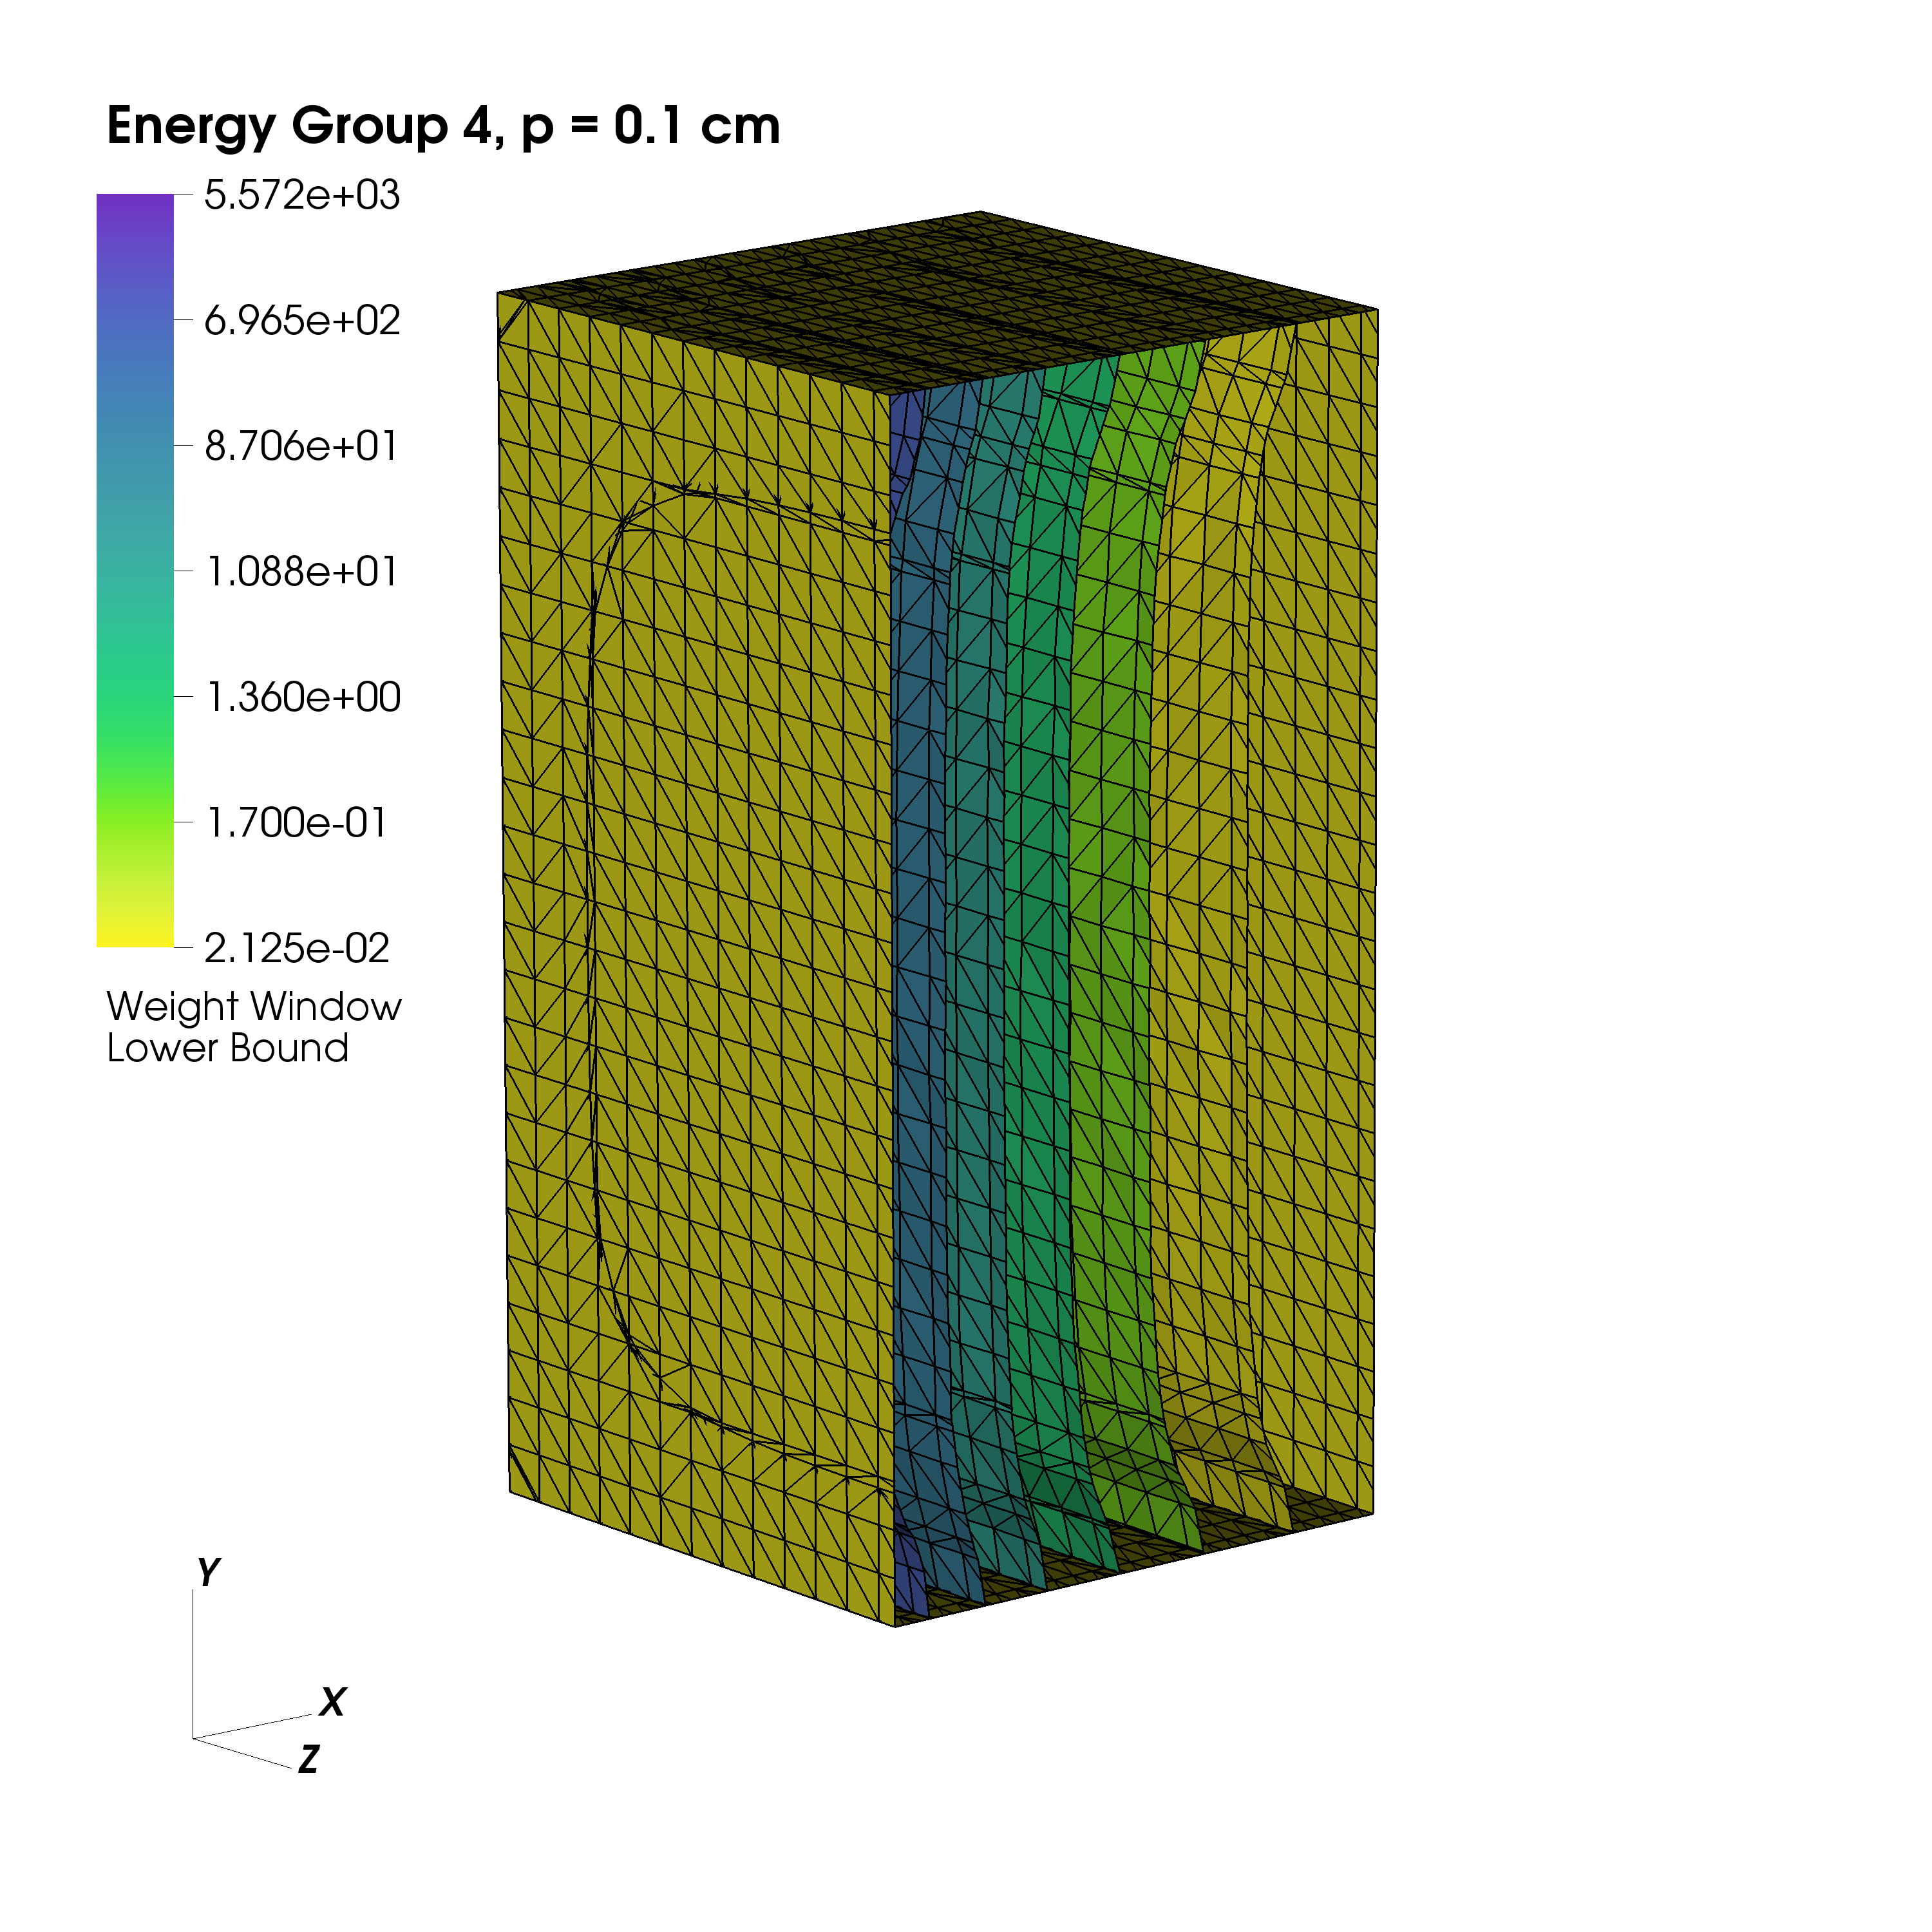 Energy Group 4, p = 0.1 cm
5.572e+03
6.965e+02
8.706e+01
1.088e+01
1.360e+00
1.700e-01
2.125e-02
Weight Window
Lower Bound
Y
X
Z